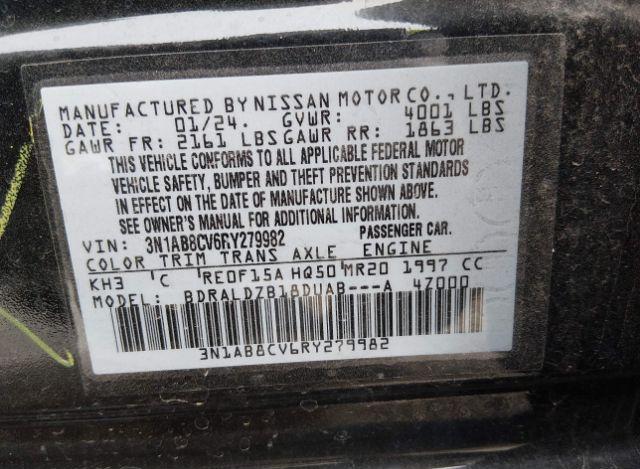 MANUFACTURED BY NISSAN MOTOR CO., LTD.
DATE: 01/24. GVWR: 4001 LBS
GAWR FR: 2161 LBS GAWR RR: 1863 LBS
THIS VEHICLE CONFORMS TO ALL APPLICABLE FEDERAL MOTOR
VEHICLE SAFETY, BUMPER AND THEFT PREVENTION STANDARDS
IN EFFECT ON THE DATE OF MANUFACTURE SHOWN ABOVE.
SEE OWNER'S MANUAL FOR ADDITIONAL INFORMATION.
VIN: 3N1AB8CV6RY279982 PASSENGER CAR.
COLOR TRIM TRANS AXLE ENGINE
KH3 'C RE0F15A HQ50 MR20 1997 CC
MODEL: BDRALDZB18DUAB---A 4Z000
3N1AB8CV6RY279982